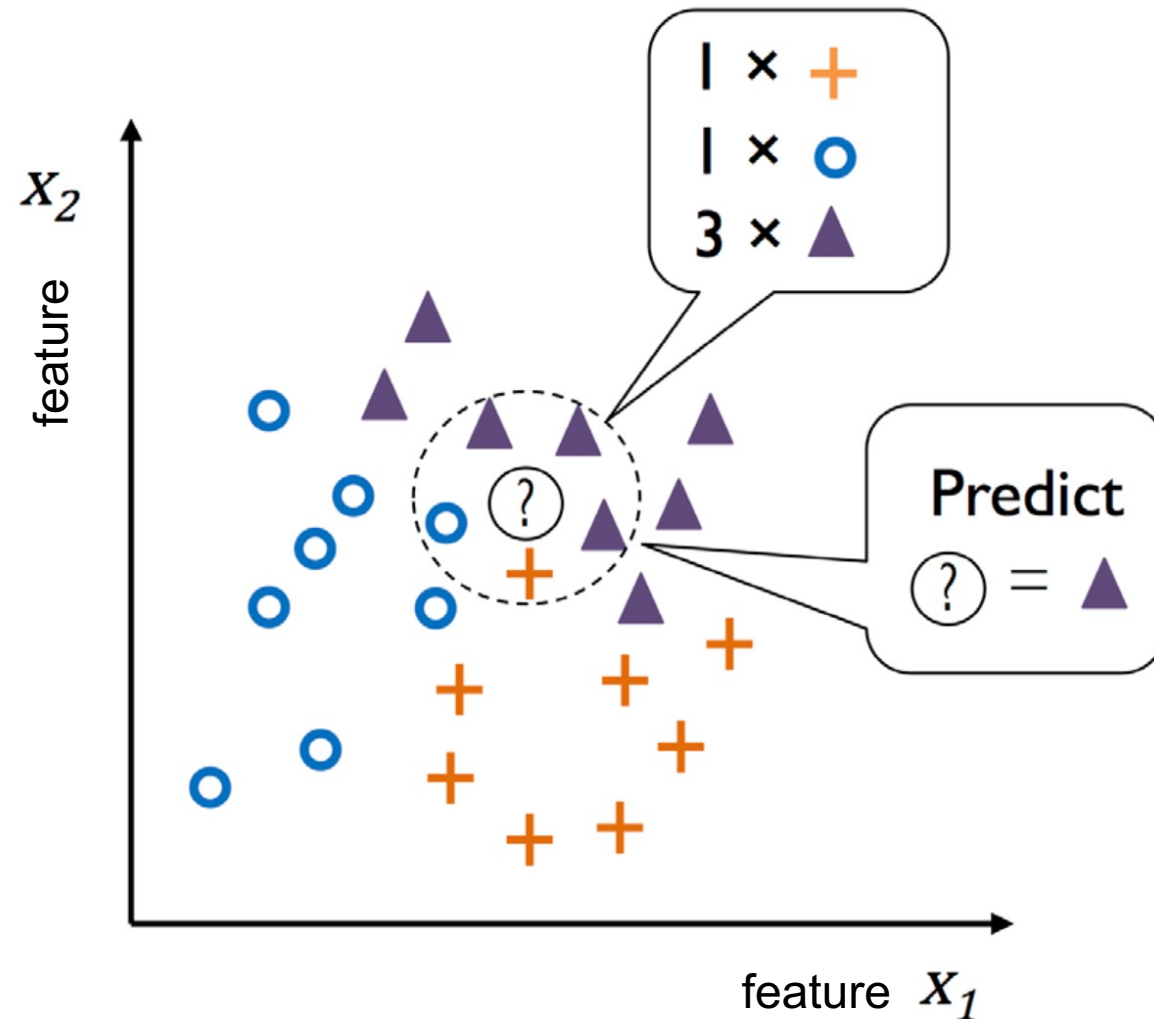 1 × +
1 × O
3 × ▲
x₂
feature
?
Predict
? = ▲
feature x₁